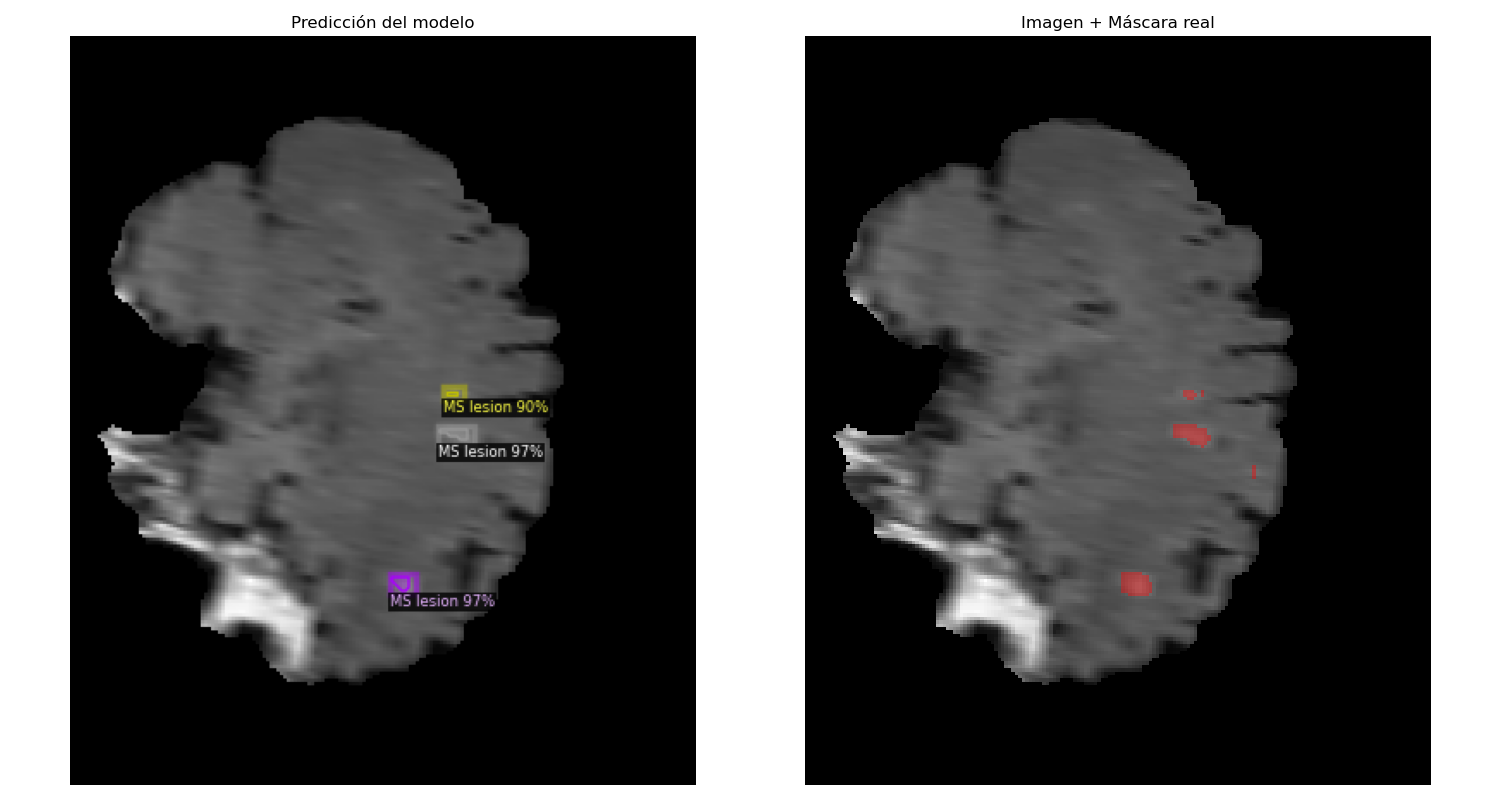 Predicción del modelo
Imagen + Máscara real
MS lesion 90%
MS lesion 97%
MS lesion 97%